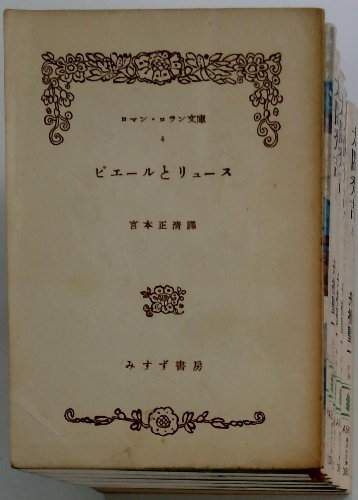 ロマン・ロラン文庫
4
ピエールとリュース
宮本正清譯
みすず書房